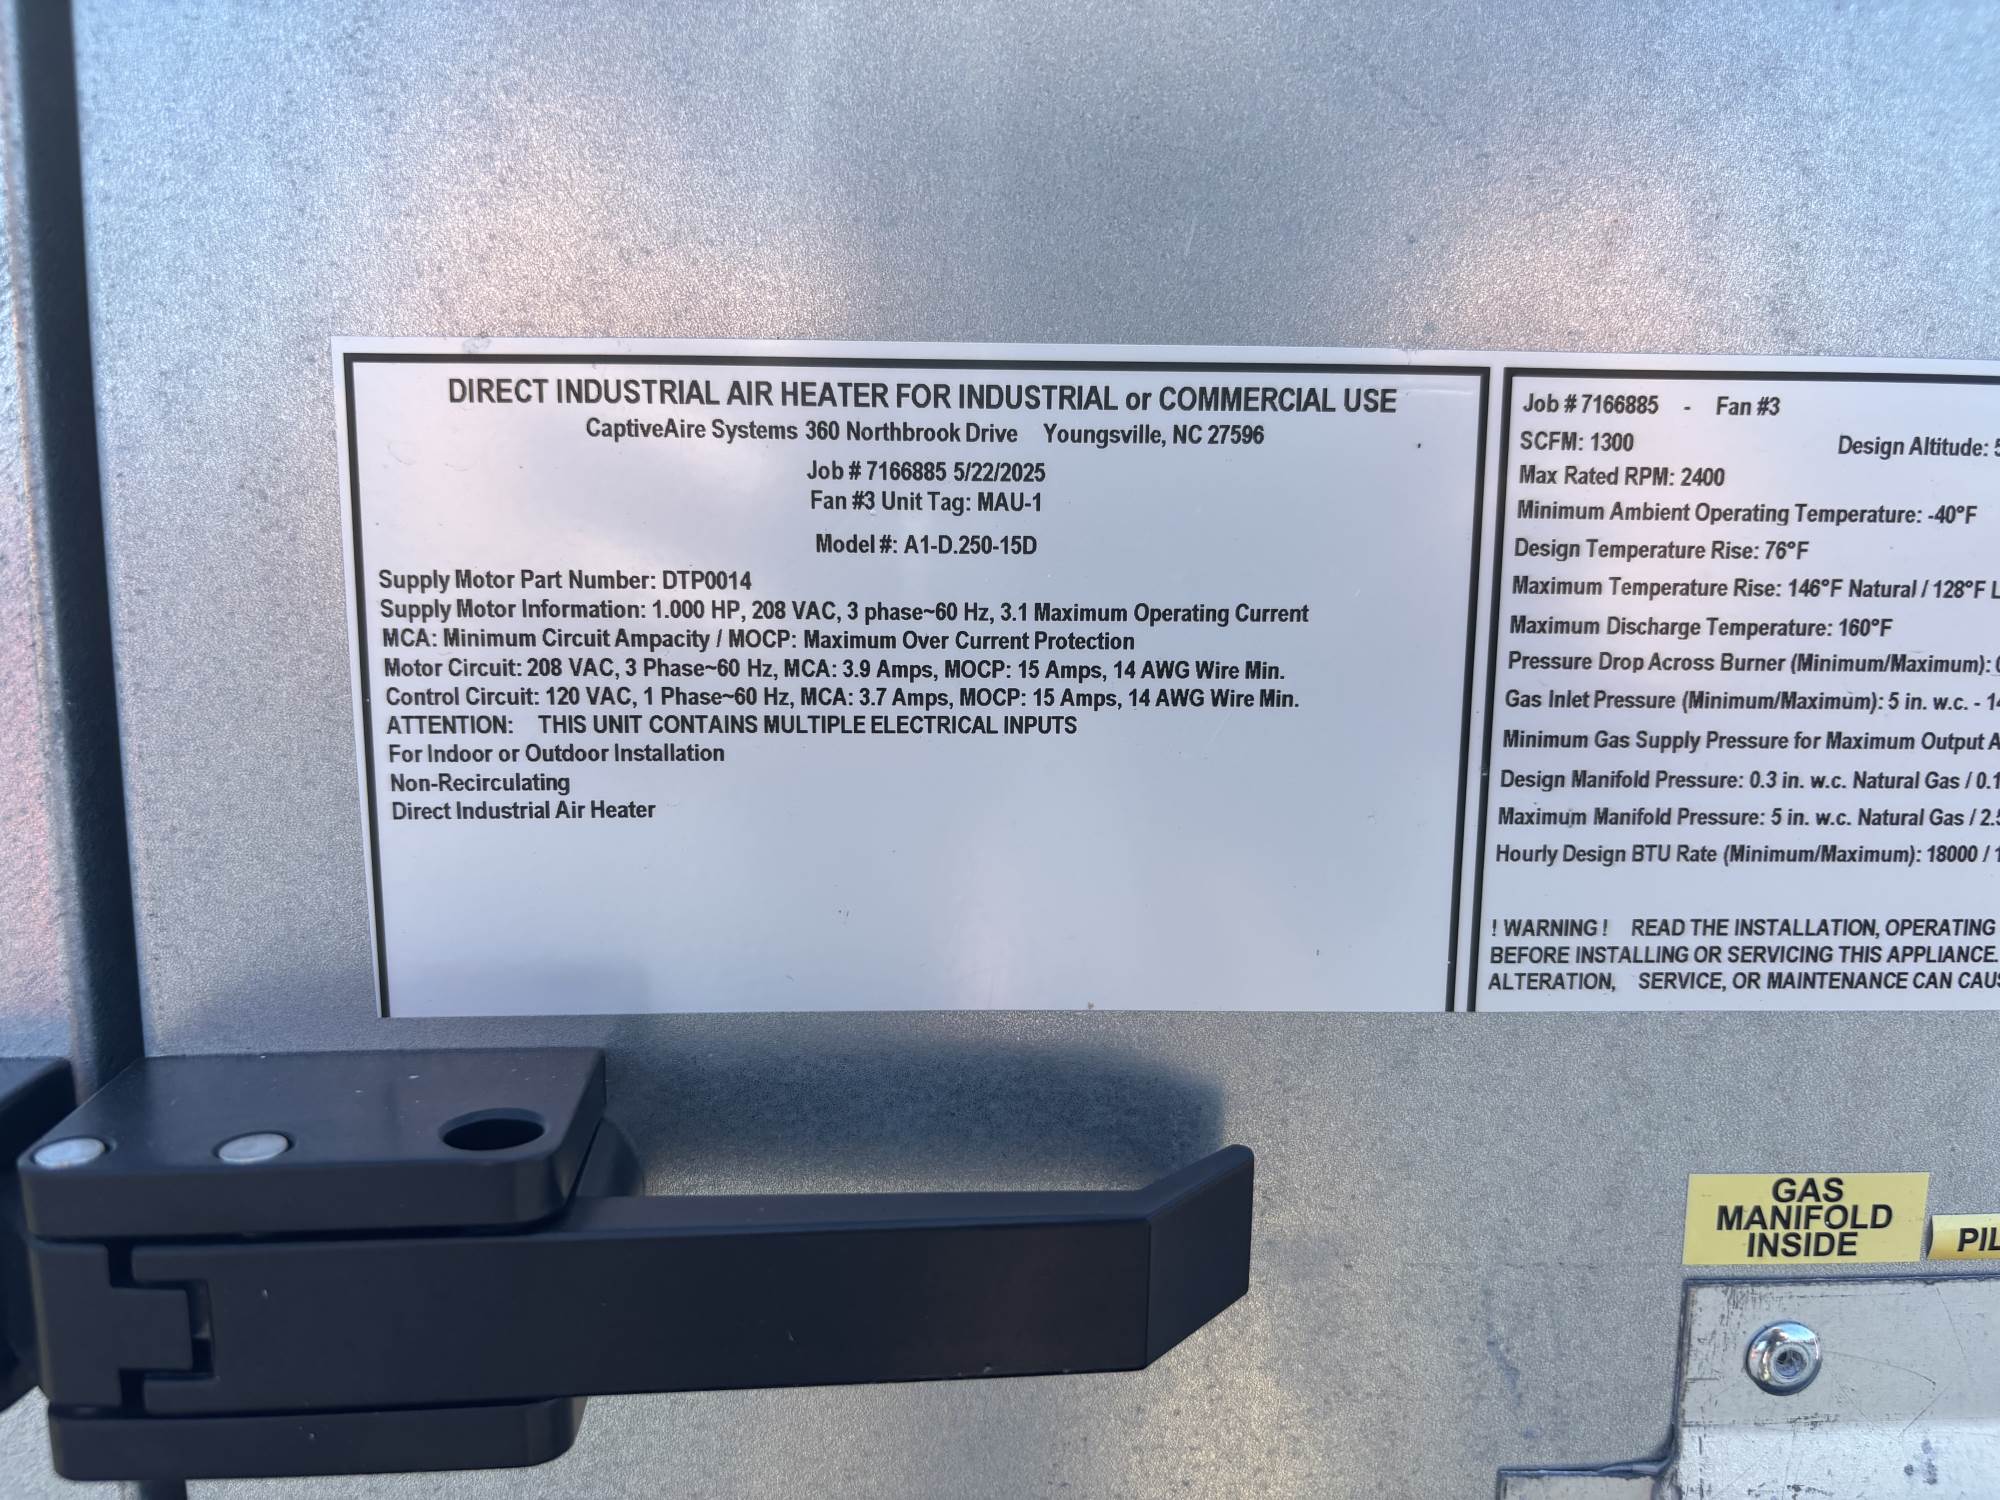 DIRECT INDUSTRIAL AIR HEATER FOR INDUSTRIAL or COMMERCIAL USE
CaptiveAire Systems 360 Northbrook Drive Youngsville, NC 27596
Job # 7166885 5/22/2025
Fan #3 Unit Tag: MAU-1
Model #: A1-D.250-15D
Supply Motor Part Number: DTP0014
Supply Motor Information: 1.000 HP, 208 VAC, 3 phase~60 Hz, 3.1 Maximum Operating Current
MCA: Minimum Circuit Ampacity / MOCP: Maximum Over Current Protection
Motor Circuit: 208 VAC, 3 Phase~60 Hz, MCA: 3.9 Amps, MOCP: 15 Amps, 14 AWG Wire Min.
Control Circuit: 120 VAC, 1 Phase~60 Hz, MCA: 3.7 Amps, MOCP: 15 Amps, 14 AWG Wire Min.
ATTENTION: THIS UNIT CONTAINS MULTIPLE ELECTRICAL INPUTS
For Indoor or Outdoor Installation
Non-Recirculating
Direct Industrial Air Heater
Job # 7166885 - Fan #3
SCFM: 1300 Design Altitude:
Max Rated RPM: 2400
Minimum Ambient Operating Temperature: -40°F
Design Temperature Rise: 76°F
Maximum Temperature Rise: 146°F Natural / 128°F L
Maximum Discharge Temperature: 160°F
Pressure Drop Across Burner (Minimum/Maximum):
Gas Inlet Pressure (Minimum/Maximum): 5 in. w.c. - 1
Minimum Gas Supply Pressure for Maximum Output A
Design Manifold Pressure: 0.3 in. w.c. Natural Gas / 0.1
Maximum Manifold Pressure: 5 in. w.c. Natural Gas / 2.
Hourly Design BTU Rate (Minimum/Maximum): 18000 / 1
! WARNING ! READ THE INSTALLATION, OPERATING
BEFORE INSTALLING OR SERVICING THIS APPLIANCE.
ALTERATION, SERVICE, OR MAINTENANCE CAN CAU
GAS
MANIFOLD
INSIDE
PIL